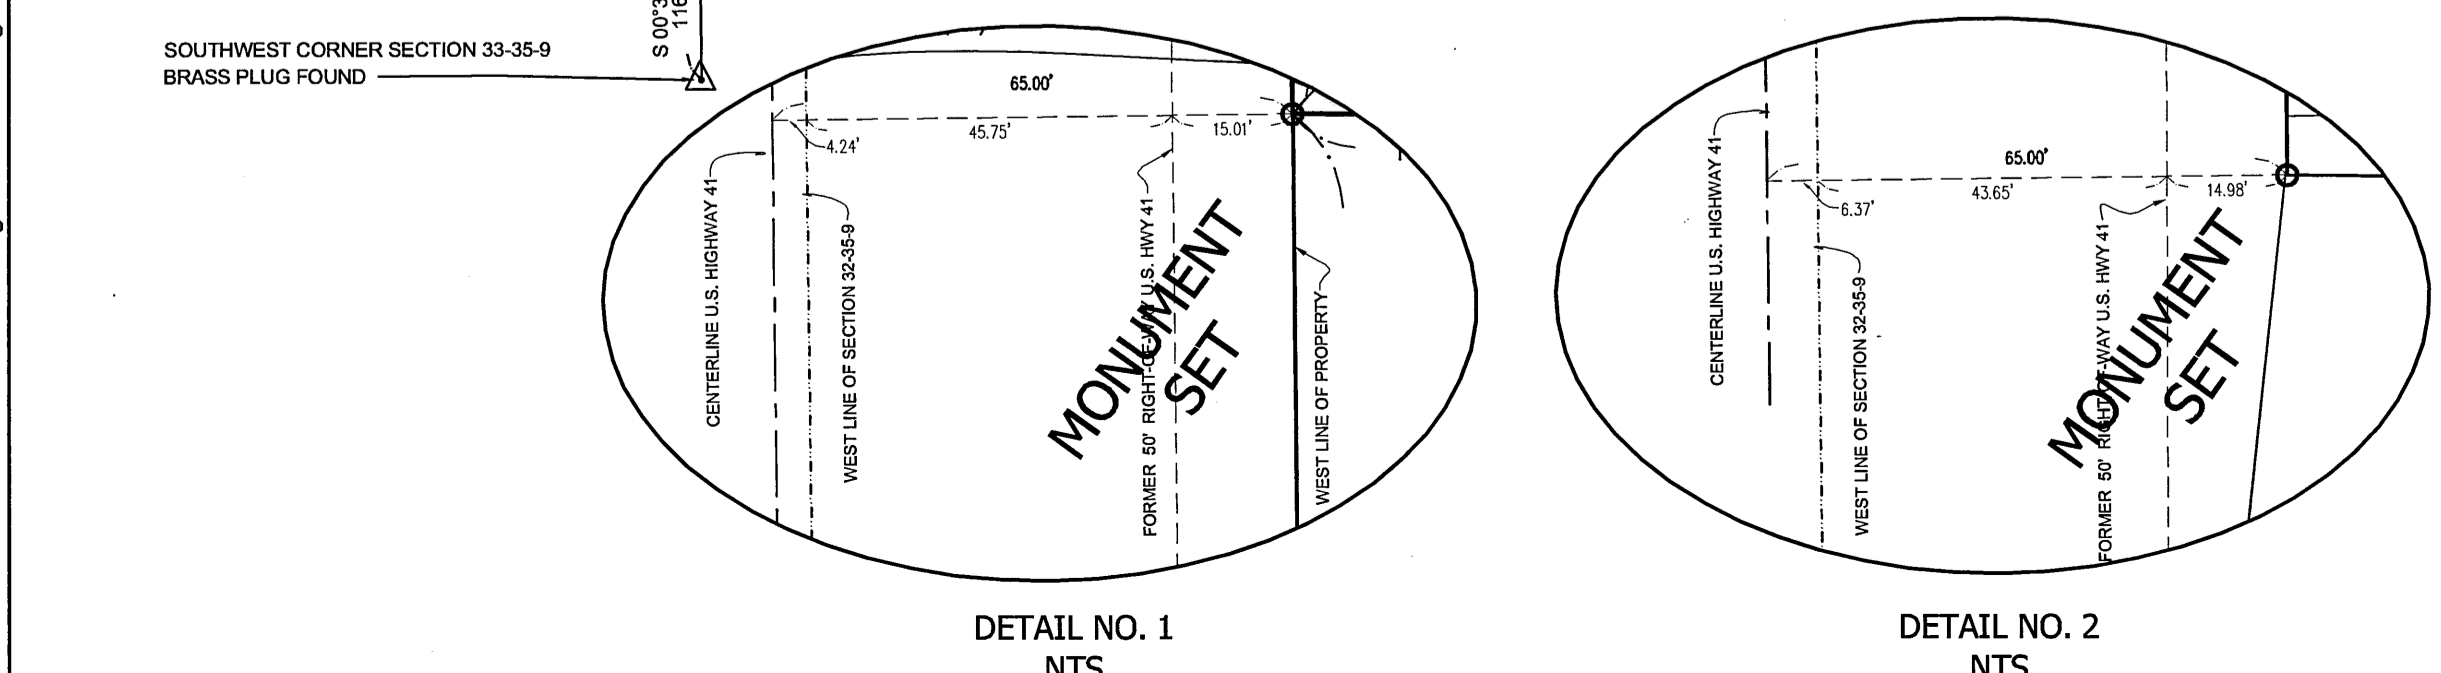 S 00°3
116
SOUTHWEST CORNER SECTION 33-35-9
BRASS PLUG FOUND
65.00'
45.75'
15.01'
4.24'
CENTERLINE U.S. HIGHWAY 41
WEST LINE OF SECTION 32-35-9
FORMER 50' RIGHT-OF-WAY U.S. HWY 41
WEST LINE OF PROPERTY
MONUMENT
SET
DETAIL NO. 1
NTS
65.00'
43.65'
14.98'
6.37'
CENTERLINE U.S. HIGHWAY 41
WEST LINE OF SECTION 32-35-9
FORMER 50' RIGHT-OF-WAY U.S. HWY 41
MONUMENT
SET
DETAIL NO. 2
NTS